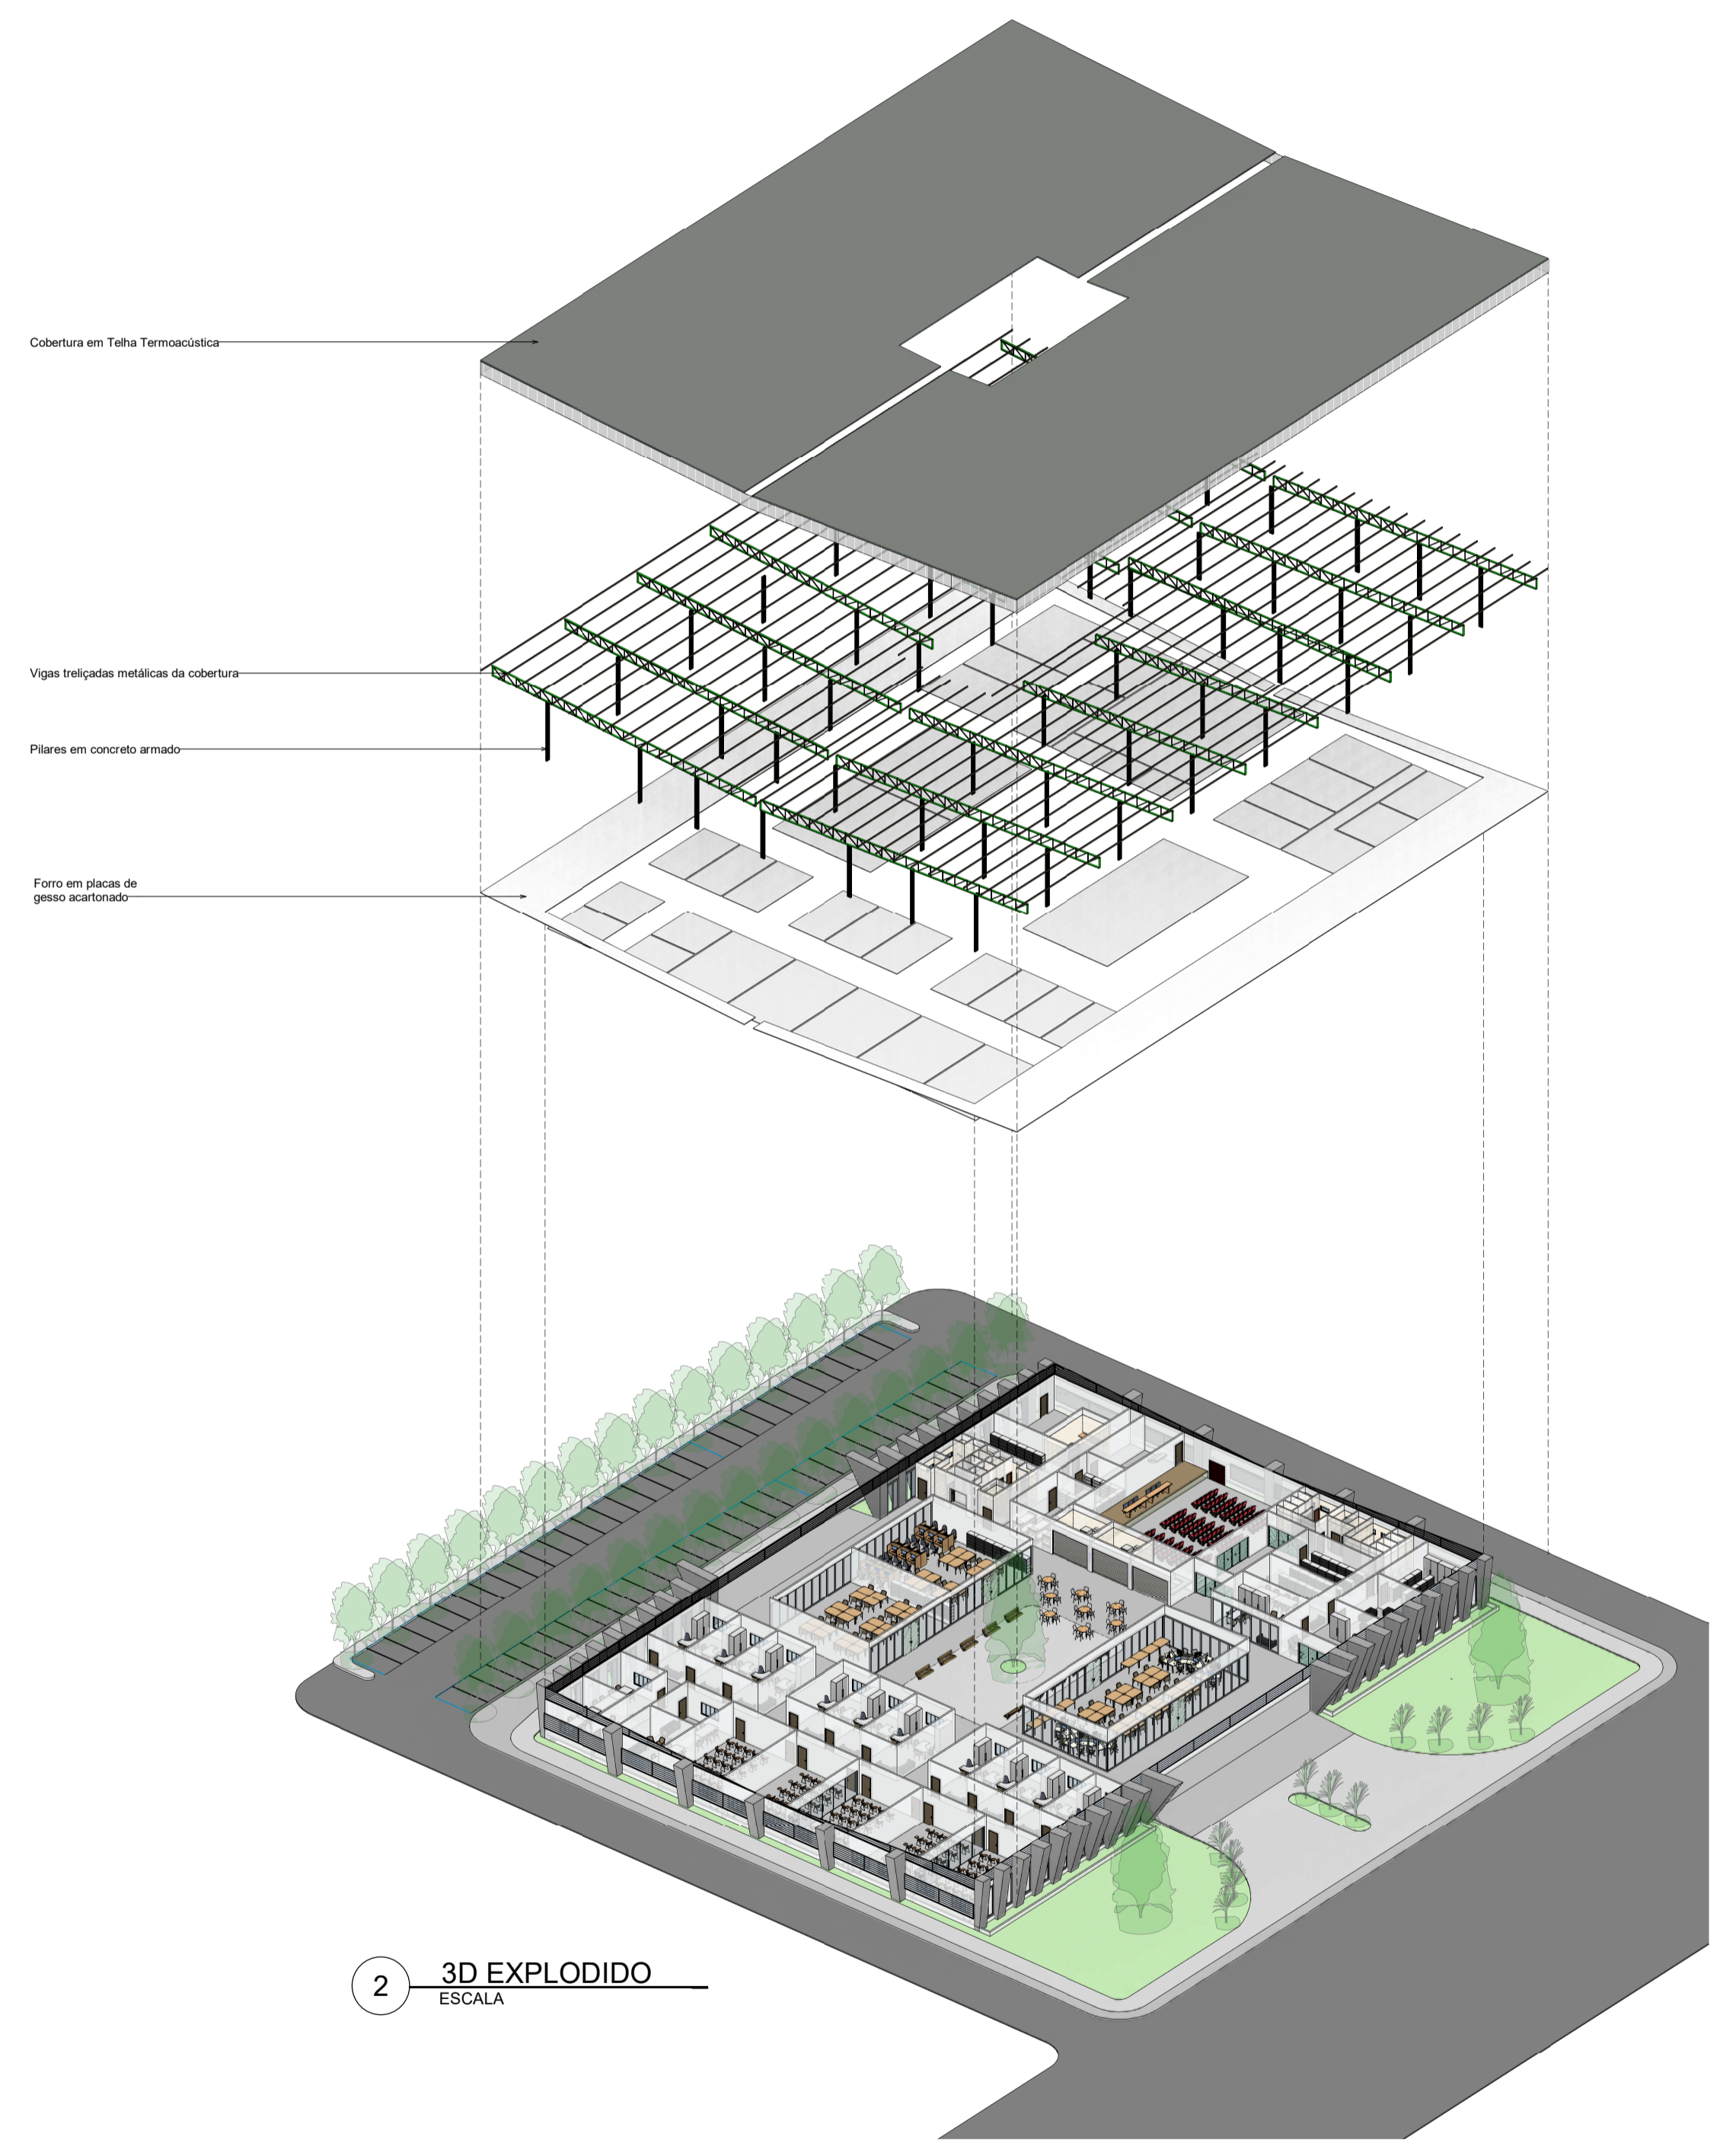 Cobertura em Telha Termoacústica
Vigas treliçadas metálicas da cobertura
Pilares em concreto armado
Forro em placas de
gesso acartonado
2
3D EXPLODIDO
ESCALA